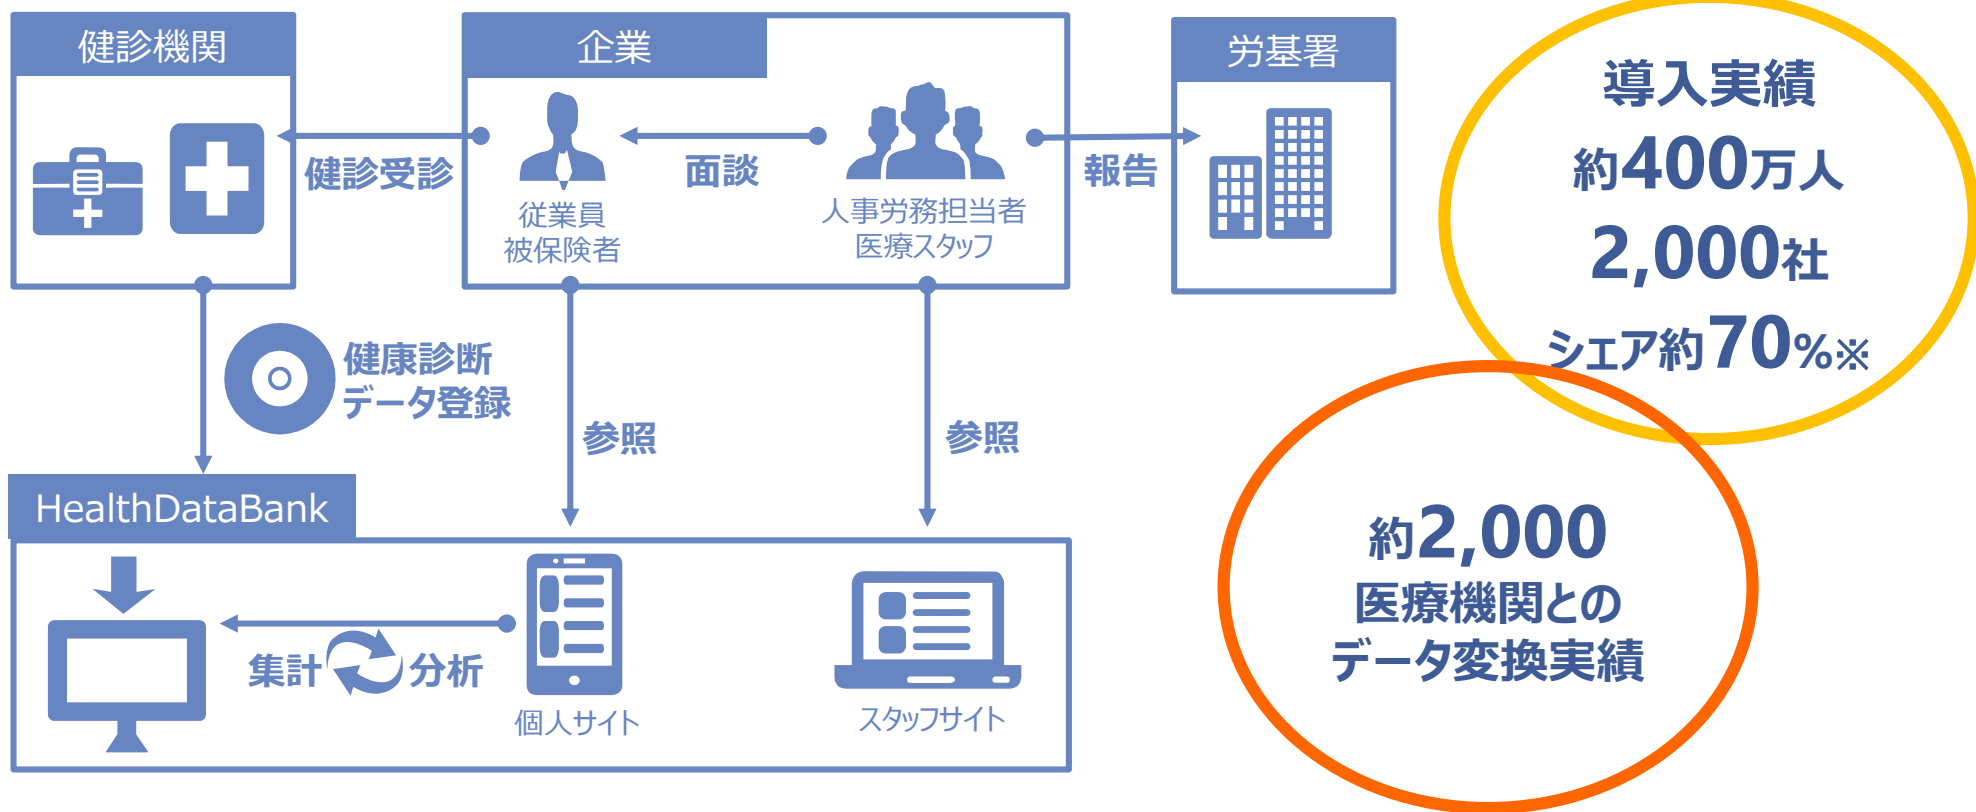 健診機関
企業
労基署
健診受診
面談
報告
従業員
被保険者
人事労務担当者
医療スタッフ
健康診断
データ登録
参照
参照
HealthDataBank
集計
分析
個人サイト
スタッフサイト
導入実績
約400万人
2,000社
シェア約70%※
約2,000
医療機関との
データ変換実績